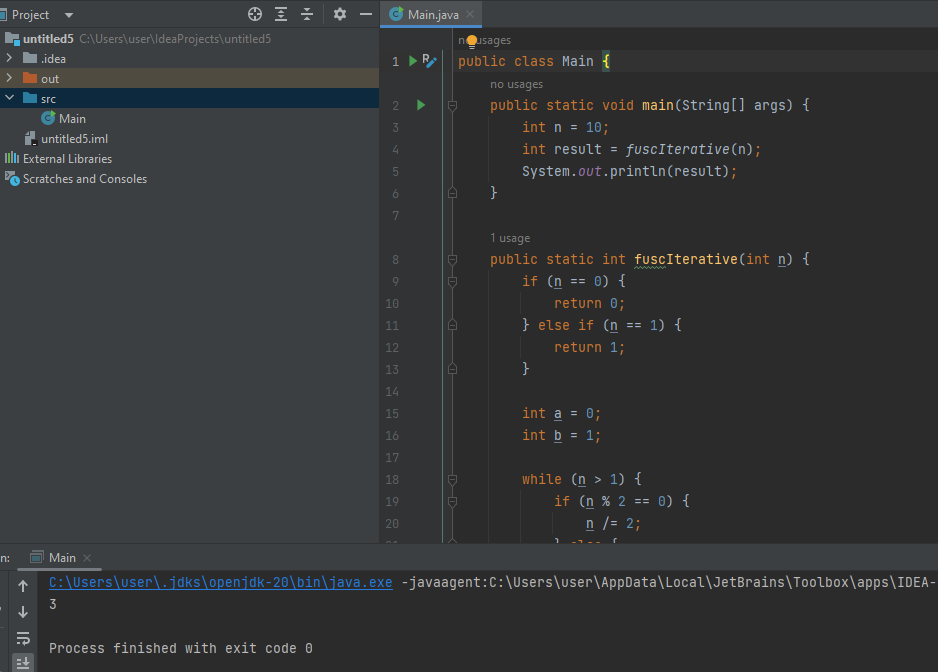 Project
Main.java
untitled5 C:\Users\user\IdeaProjects\untitled5
.idea
out
src
Main
untitled5.iml
External Libraries
Scratches and Consoles
usages
1 public class Main {
no usages
2 public static void main(String[] args) {
3 int n = 10;
4 int result = fuscIterative(n);
5 System.out.println(result);
6 }
7
1 usage
8 public static int fuscIterative(int n) {
9 if (n == 0) {
10 return 0;
11 } else if (n == 1) {
12 return 1;
13 }
14
15 int a = 0;
16 int b = 1;
17
18 while (n > 1) {
19 if (n % 2 == 0) {
20 n /= 2;
} else {
n: Main
C:\Users\user\.jdks\openjdk-20\bin\java.exe -javaagent:C:\Users\user\AppData\Local\JetBrains\Toolbox\apps\IDEA-
3
Process finished with exit code 0